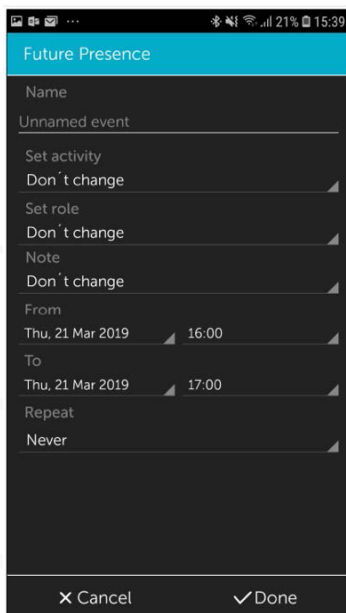 21% 15:39
Future Presence
Name
Unnamed event
Set activity
Don´t change
Set role
Don´t change
Note
Don´t change
From
Thu, 21 Mar 2019 16:00
To
Thu, 21 Mar 2019 17:00
Repeat
Never
Cancel Done